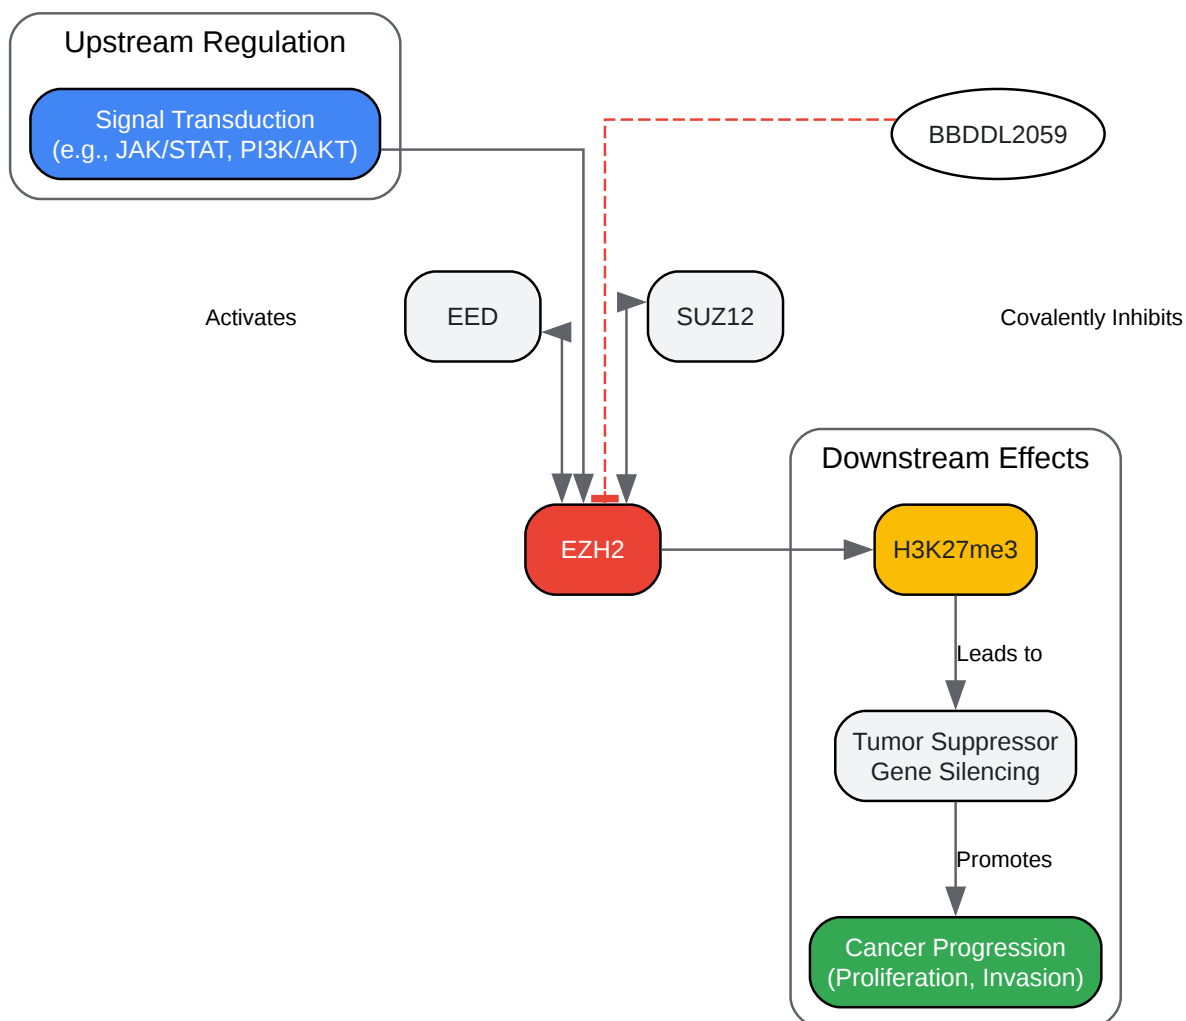 Upstream Regulation
Signal Transduction
(e.g., JAK/STAT, PI3K/AKT)
BBDDL2059
Activates
EED
SUZ12
Covalently Inhibits
Downstream Effects
EZH2
H3K27me3
Leads to
Tumor Suppressor
Gene Silencing
Promotes
Cancer Progression
(Proliferation, Invasion)